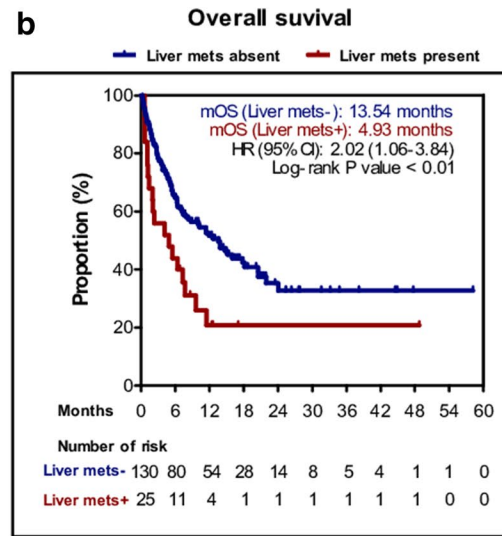 b
Overall suvival
Liver mets absent Liver mets present
mOS (Liver mets-): 13.54 months
mOS (Liver mets+): 4.93 months
HR (95% CI): 2.02 (1.06-3.84)
Log-rank P value < 0.01
Proportion (%)
100
80
60
40
20
0
Months 0 6 12 18 24 30 36 42 48 54 60
Number of risk
Liver mets- 130 80 54 28 14 8 5 4 1 1 0
Liver mets+ 25 11 4 1 1 1 1 1 1 0 0